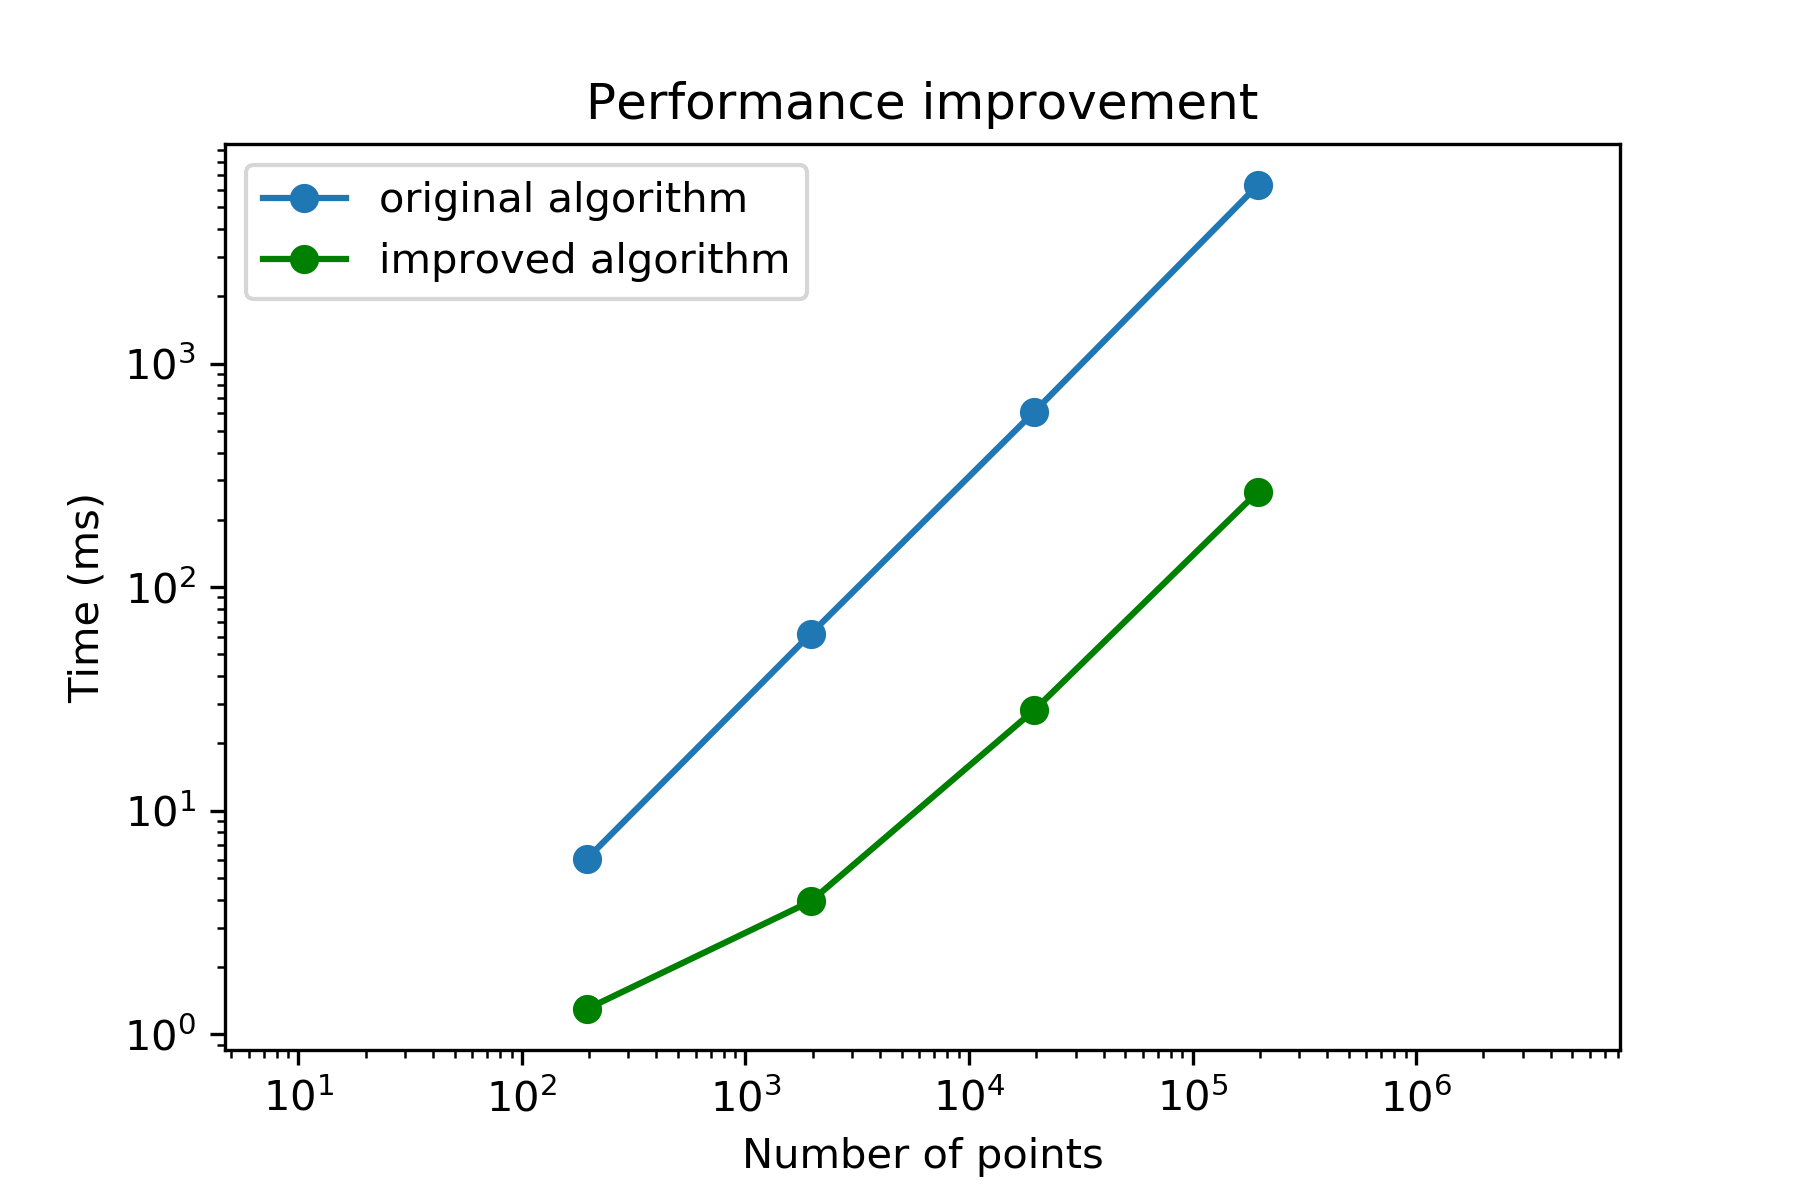 Performance improvement
original algorithm
improved algorithm
10³
10²
10¹
10⁰
Time (ms)
10¹ 10² 10³ 10⁴ 10⁵ 10⁶
Number of points